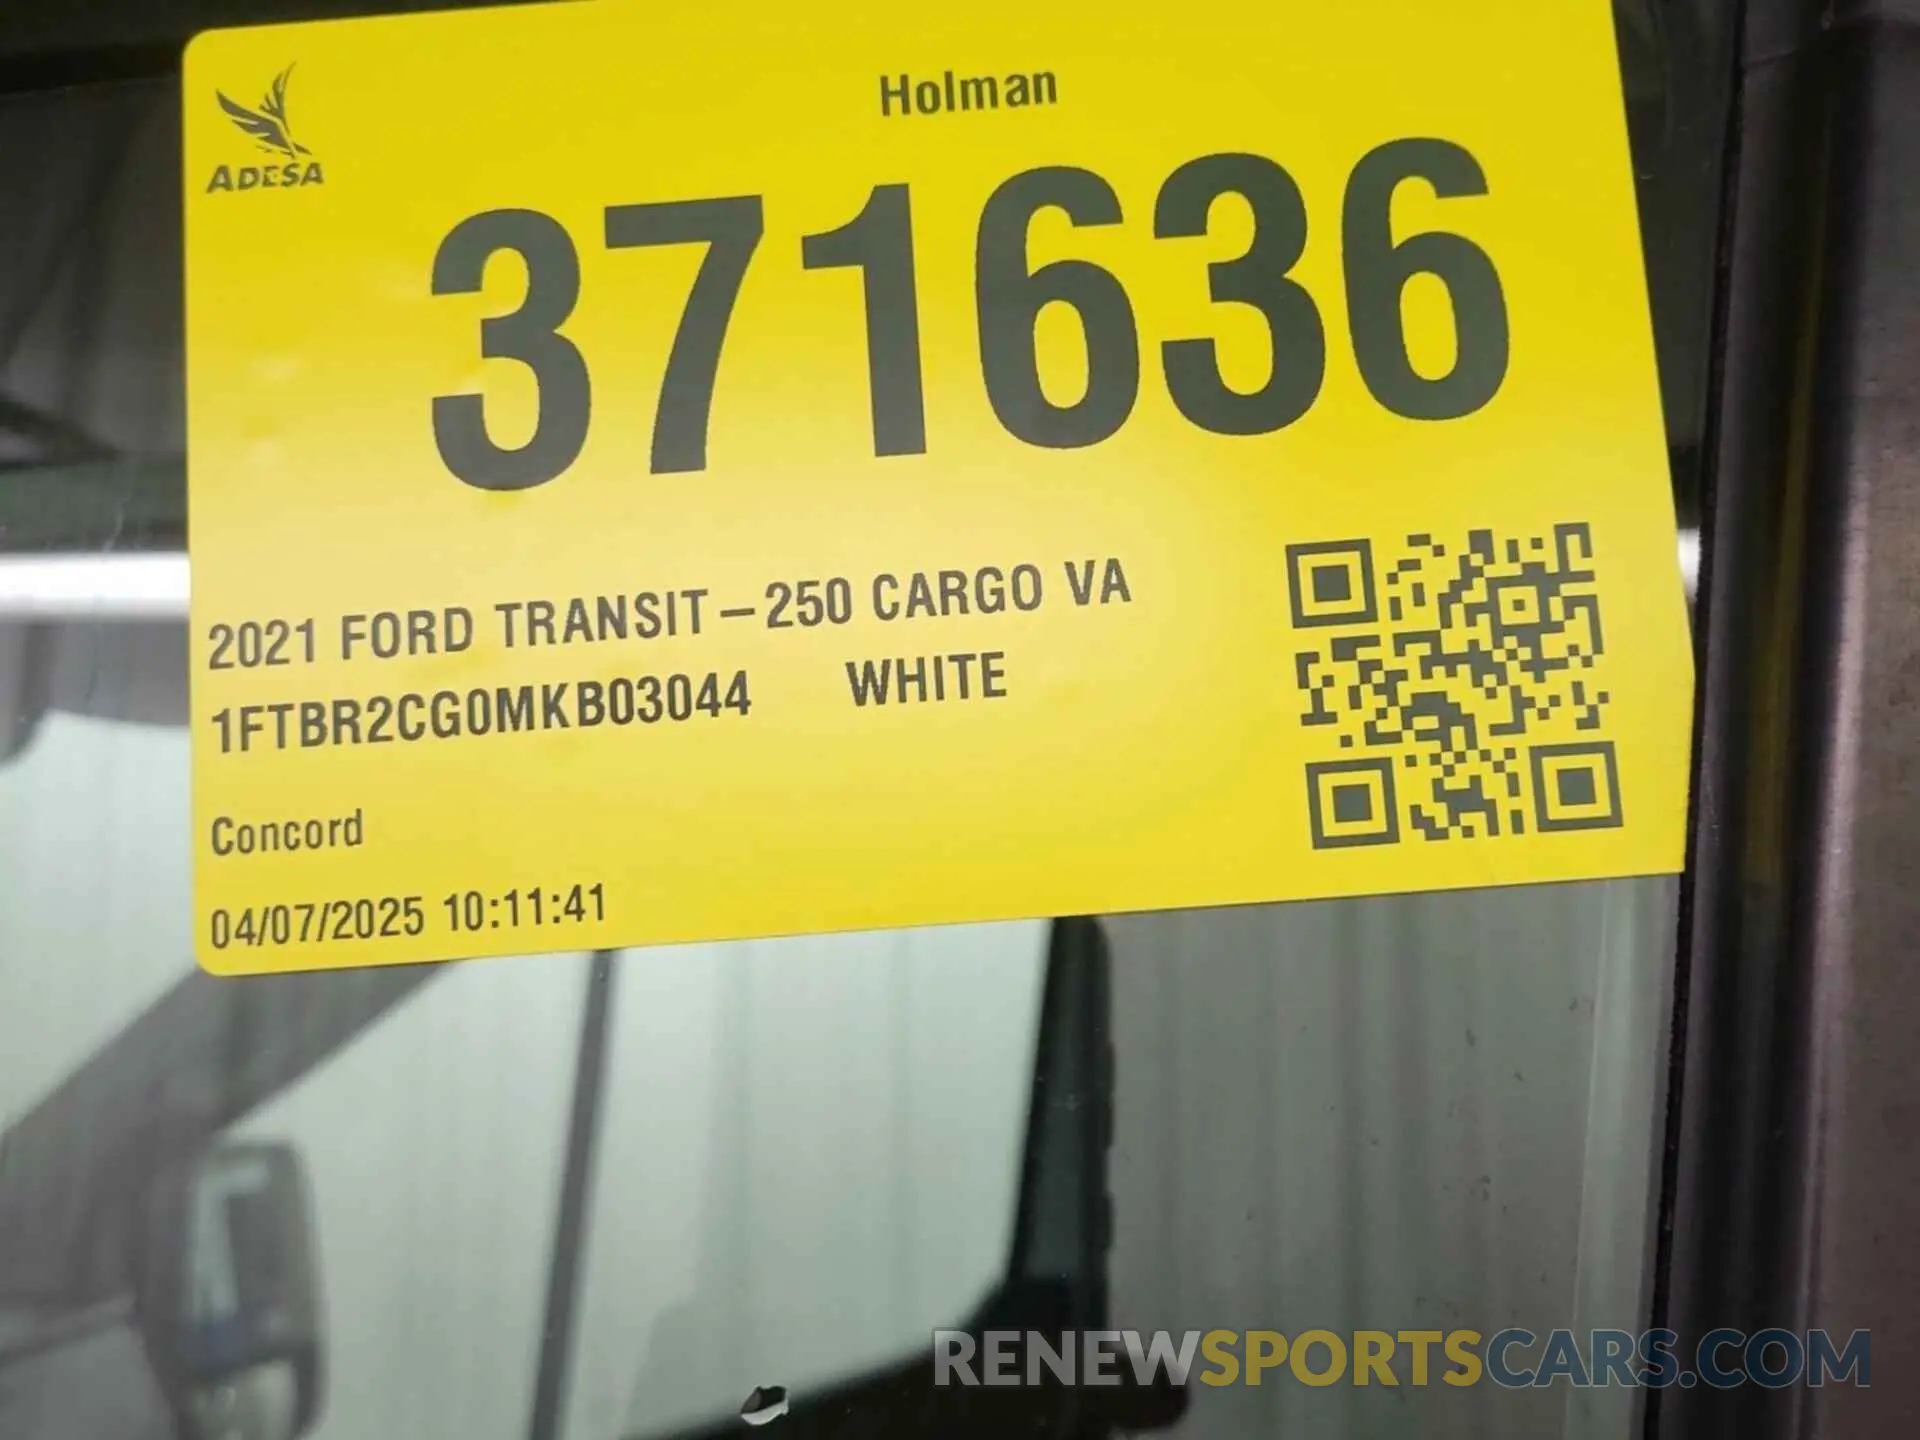 Holman
ADESA
371636
2021 FORD TRANSIT-250 CARGO VA
1FTBR2CG0MKB03044 WHITE
Concord
04/07/2025 10:11:41
RENEWSPORTSCARS.COM